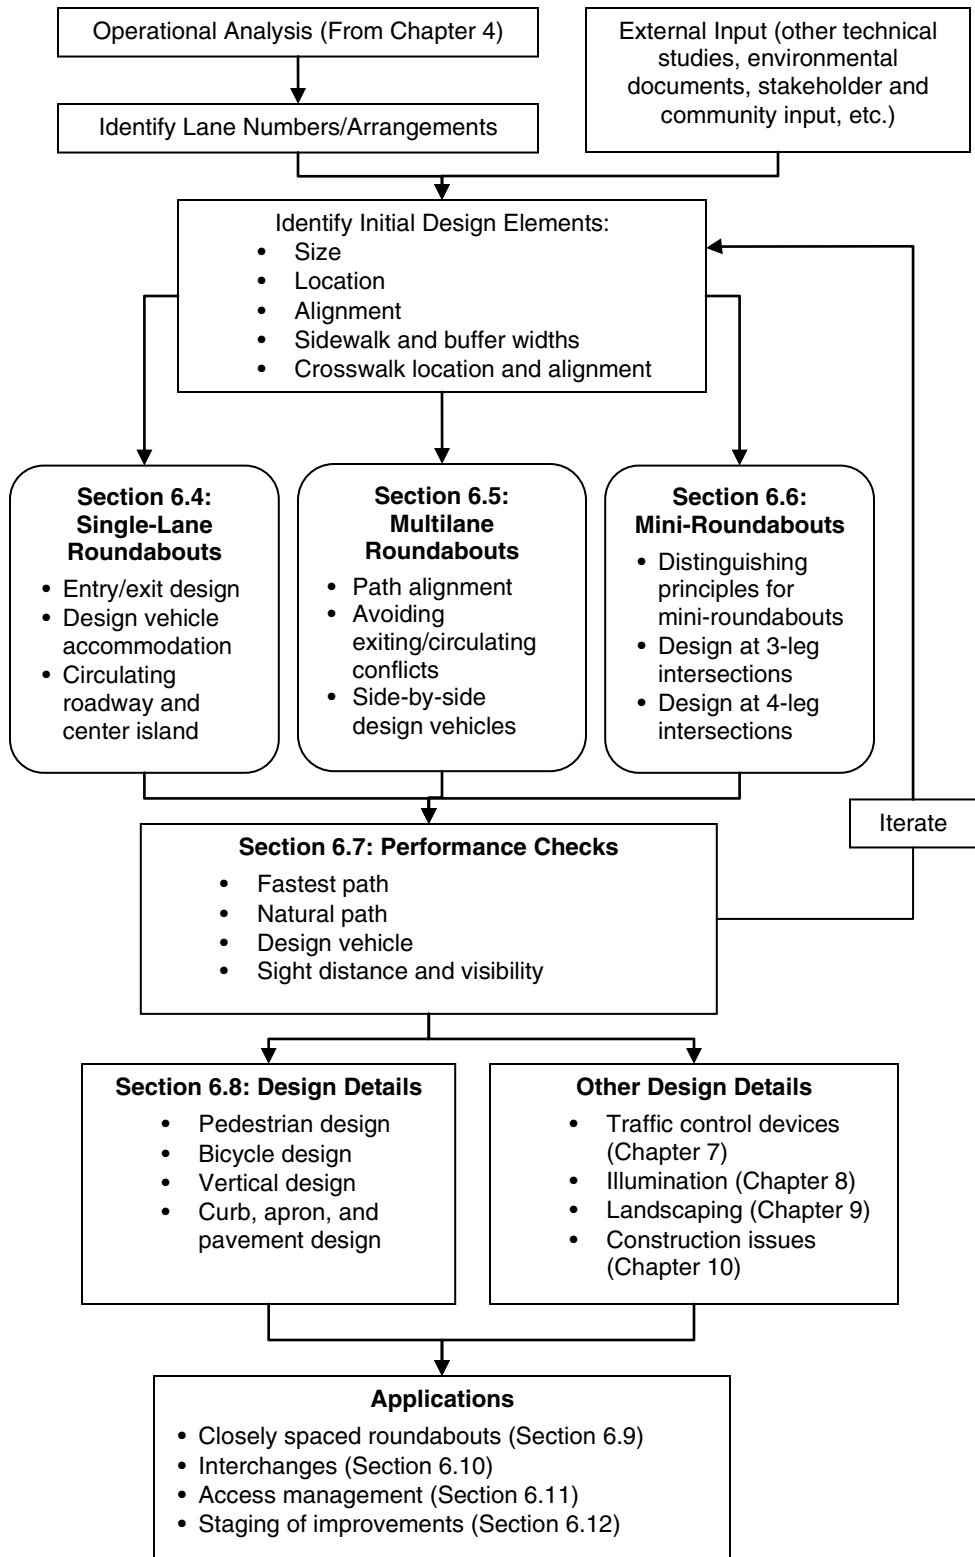 Operational Analysis (From Chapter 4)
External Input (other technical
studies, environmental
documents, stakeholder and
community input, etc.)
Identify Lane Numbers/Arrangements
Identify Initial Design Elements:
• Size
• Location
• Alignment
• Sidewalk and buffer widths
• Crosswalk location and alignment
Section 6.4:
Single-Lane
Roundabouts
• Entry/exit design
• Design vehicle
accommodation
• Circulating
roadway and
center island
Section 6.5:
Multilane
Roundabouts
• Path alignment
• Avoiding
exiting/circulating
conflicts
• Side-by-side
design vehicles
Section 6.6:
Mini-Roundabouts
• Distinguishing
principles for
mini-roundabouts
• Design at 3-leg
intersections
• Design at 4-leg
intersections
Iterate
Section 6.7: Performance Checks
• Fastest path
• Natural path
• Design vehicle
• Sight distance and visibility
Section 6.8: Design Details
• Pedestrian design
• Bicycle design
• Vertical design
• Curb, apron, and
pavement design
Other Design Details
• Traffic control devices
(Chapter 7)
• Illumination (Chapter 8)
• Landscaping (Chapter 9)
• Construction issues
(Chapter 10)
Applications
• Closely spaced roundabouts (Section 6.9)
• Interchanges (Section 6.10)
• Access management (Section 6.11)
• Staging of improvements (Section 6.12)